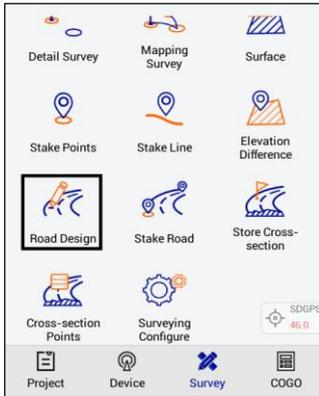 Detail Survey
Mapping
Survey
Surface
Stake Points
Stake Line
Elevation
Difference
Road Design
Stake Road
Store Cross-
section
Cross-section
Points
Surveying
Configure
SDGPS
46.0
Project
Device
Survey
COGO